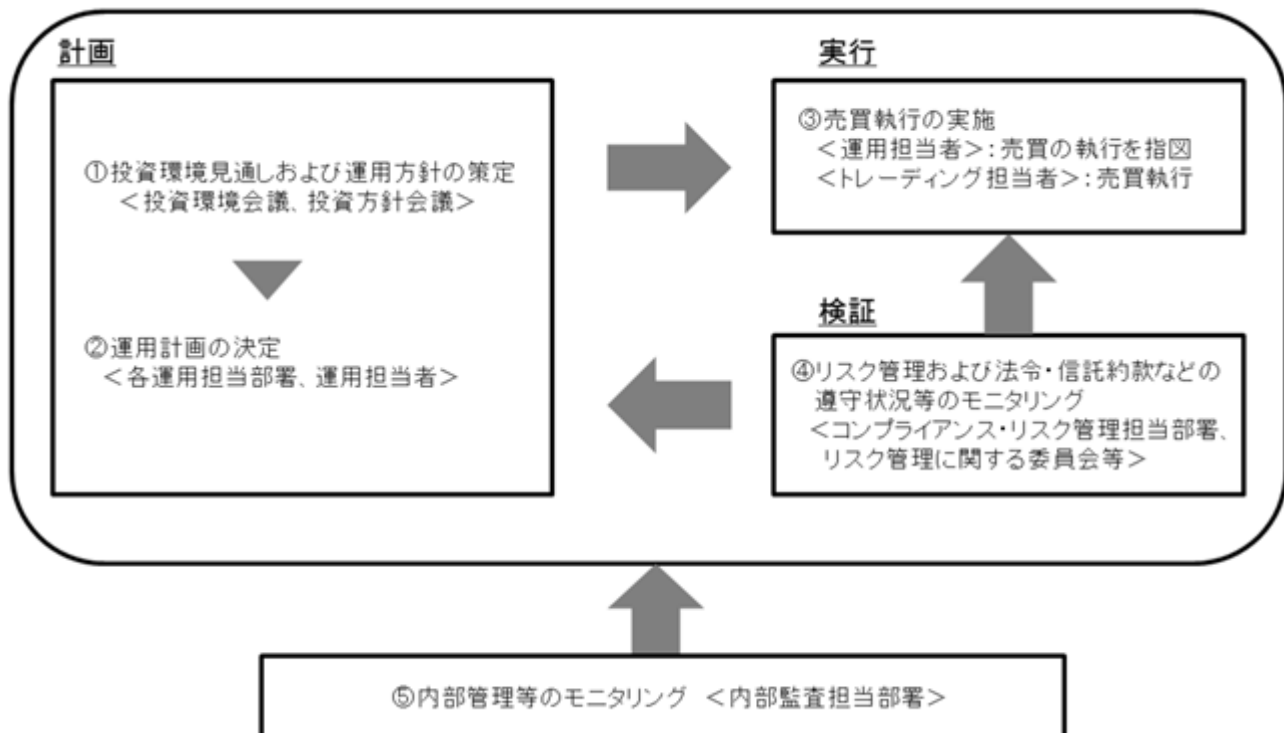 計画
①投資環境見通しおよび運用方針の策定
＜投資環境会議、投資方針会議＞
②運用計画の決定
＜各運用担当部署、運用担当者＞
実行
③売買執行の実施
＜運用担当者＞：売買の執行を指図
＜トレーディング担当者＞：売買執行
検証
④リスク管理および法令・信託約款などの
遵守状況等のモニタリング
＜コンプライアンス・リスク管理担当部署、
リスク管理に関する委員会等＞
⑤内部管理等のモニタリング ＜内部監査担当部署＞